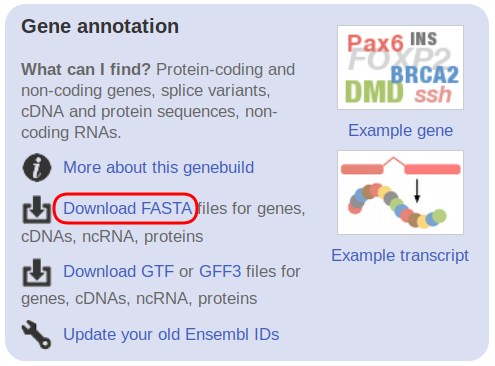 Gene annotation
What can I find? Protein-coding and
non-coding genes, splice variants,
cDNA and protein sequences, non-
coding RNAs.
More about this genebuild
Download FASTA files for genes,
cDNAs, ncRNA, proteins
Download GTF or GFF3 files for
genes, cDNAs, ncRNA, proteins
Update your old Ensembl IDs
Pax6 INS
FOXP2
BRCA2
DMD ssh
Example gene
Example transcript